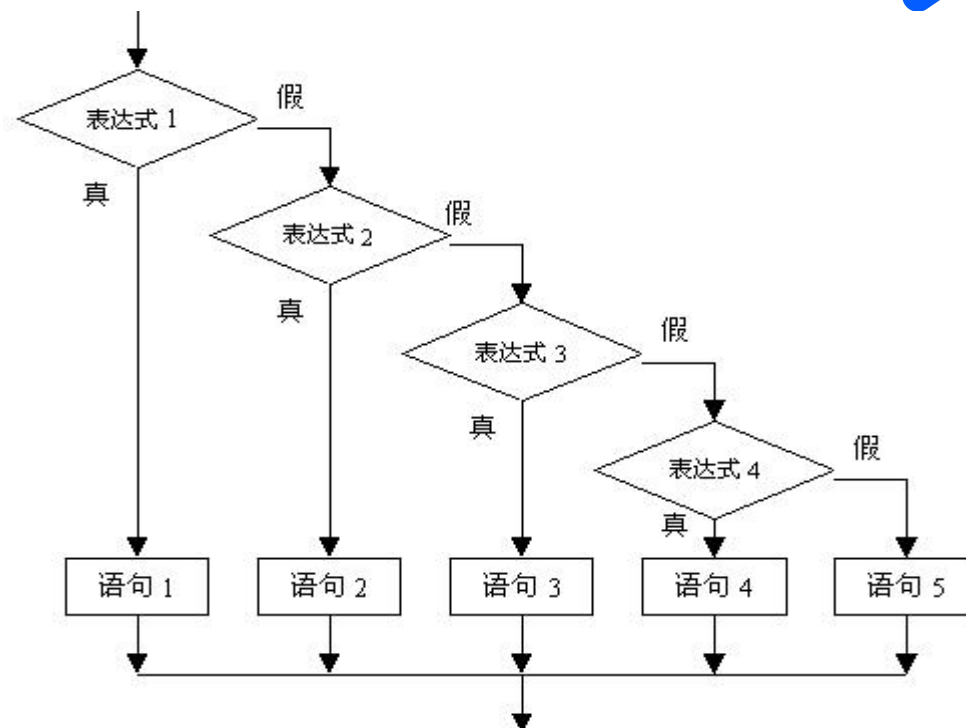 表达式 1
假
真
表达式 2
假
真
表达式 3
假
真
表达式 4
假
真
语句 1
语句 2
语句 3
语句 4
语句 5